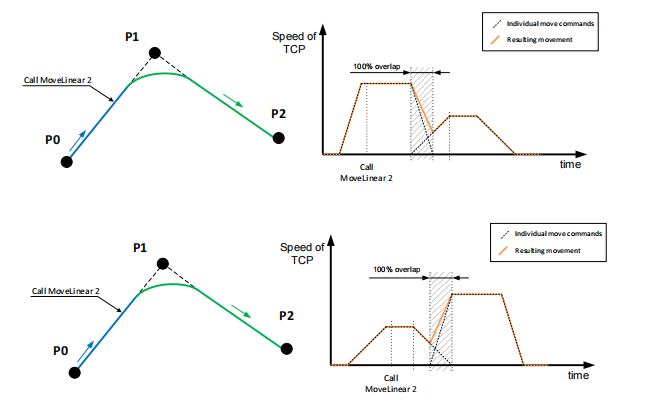 P1
Call MoveLinear 2
P0
P2
Speed of
TCP
100% overlap
Call
MoveLinear 2
time
Individual move commands
Resulting movement
P1
Call MoveLinear 2
P0
P2
Speed of
TCP
100% overlap
Call
MoveLinear 2
time
Individual move commands
Resulting movement